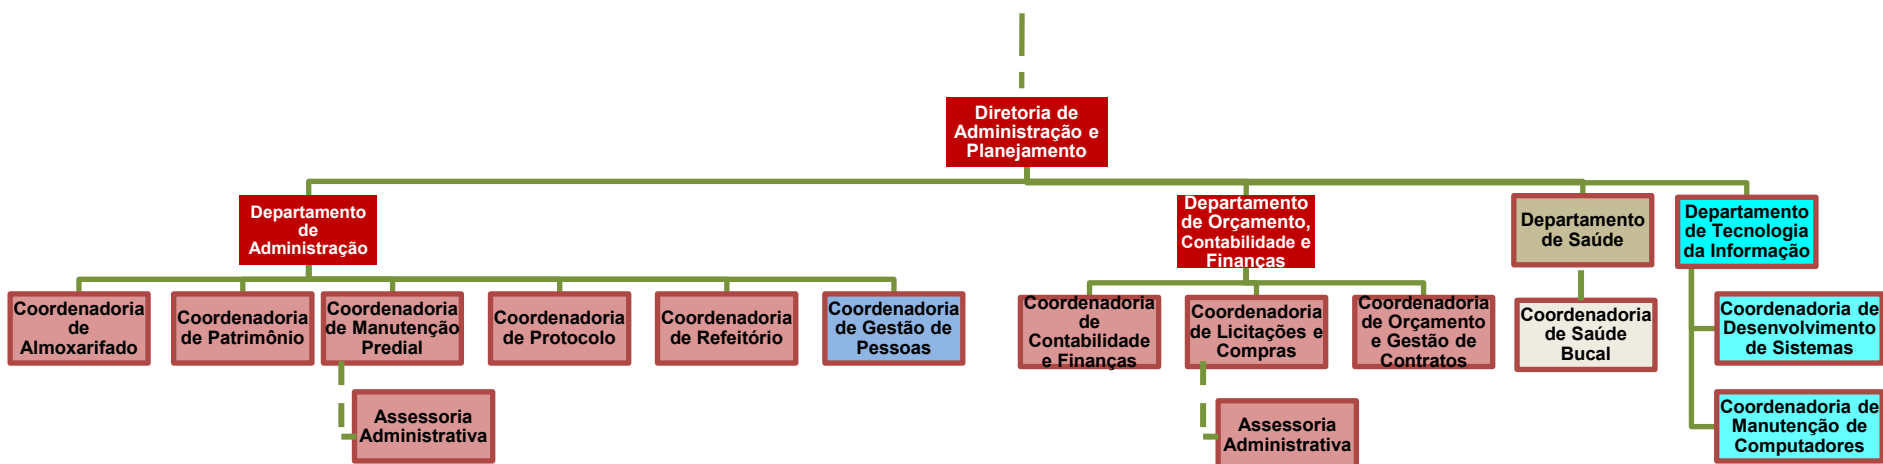 Diretoria de
Administração e
Planejamento
Departamento
de
Administração
Departamento
de Orçamento,
Contabilidade e
Finanças
Departamento
de Saúde
Departamento
de Tecnologia
da Informação
Coordenadoria
de
Almoxarifado
Coordenadoria
de Patrimônio
Coordenadoria
de Manutenção
Predial
Coordenadoria
de Protocolo
Coordenadoria
de Refeitório
Coordenadoria
de Gestão de
Pessoas
Coordenadoria
de
Contabilidade
e Finanças
Coordenadoria
de Licitações e
Compras
Coordenadoria
de Orçamento
e Gestão de
Contratos
Coordenadoria
de Saúde
Bucal
Coordenadoria de
Desenvolvimento
de Sistemas
Assessoria
Administrativa
Assessoria
Administrativa
Coordenadoria de
Manutenção de
Computadores